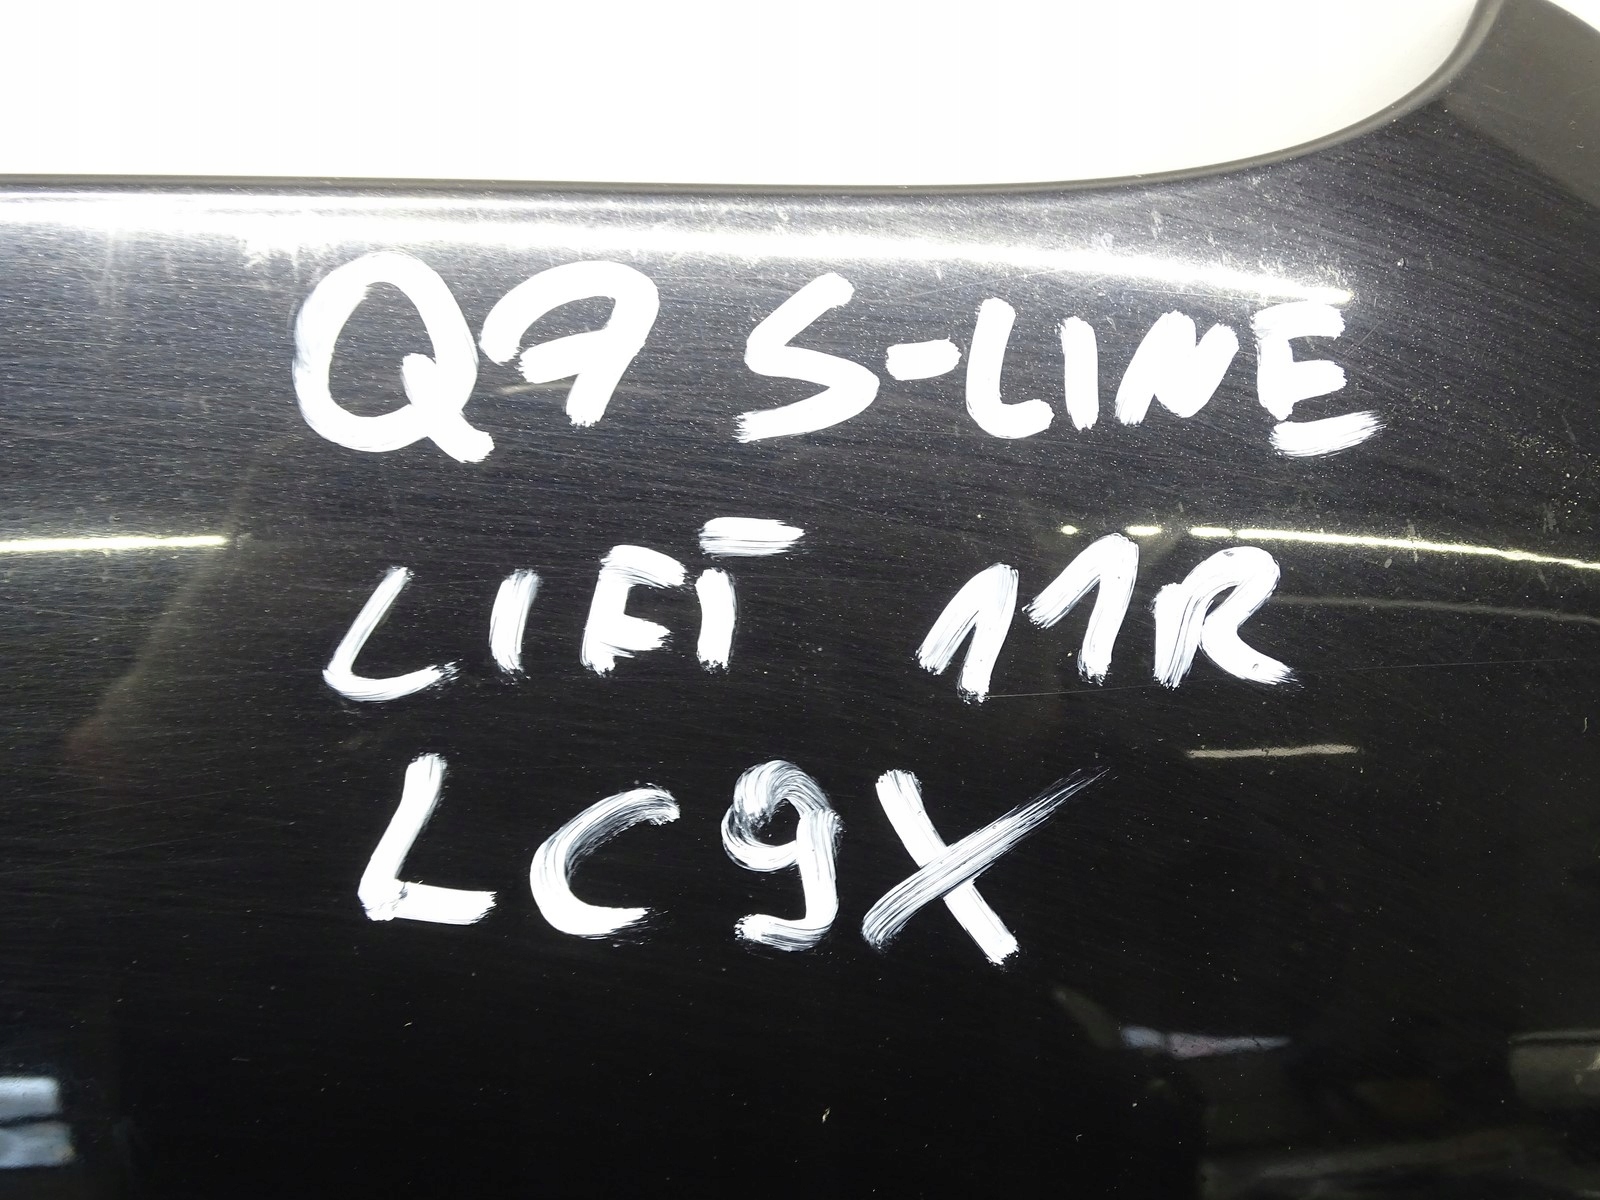 Q7 S-LINE
LIFT 11R
LC9X